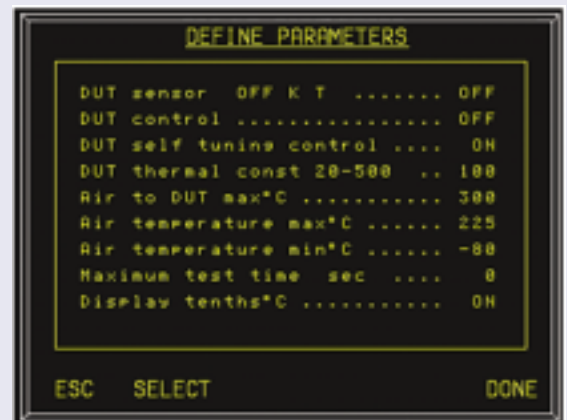 DEFINE PARAMETERS
DUT sensor OFF K T ....... OFF
DUT control ................ OFF
DUT self tuning control .... ON
DUT thermal const 20-500 .. 100
Air to DUT max°C ........... 300
Air temperature max°C ...... 225
Air temperature min°C ...... -80
Maximum test time sec .... 0
Display tenths°C ........... ON
ESC SELECT DONE